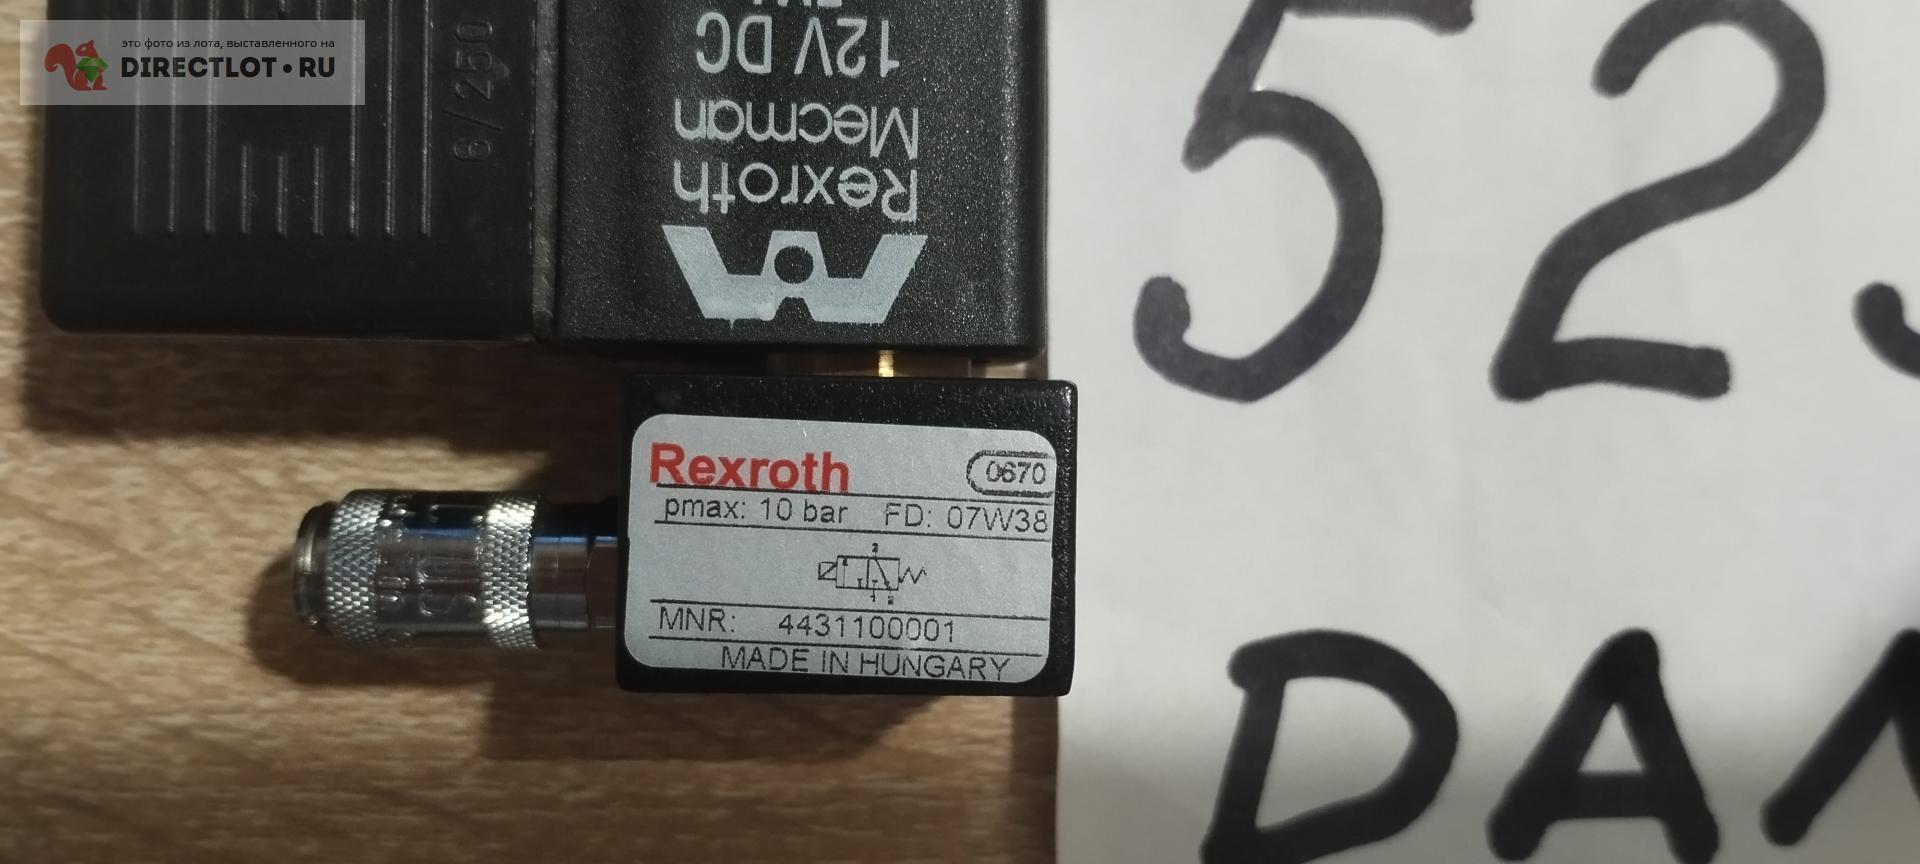 это фото из лота, выставленного на
DIRECTLOT.RU
6/250
12V DC
Mecman
Rexroth
Rexroth
0670
pmax: 10 bar FD: 07W38
MNR: 4431100001
MADE IN HUNGARY
52
DA